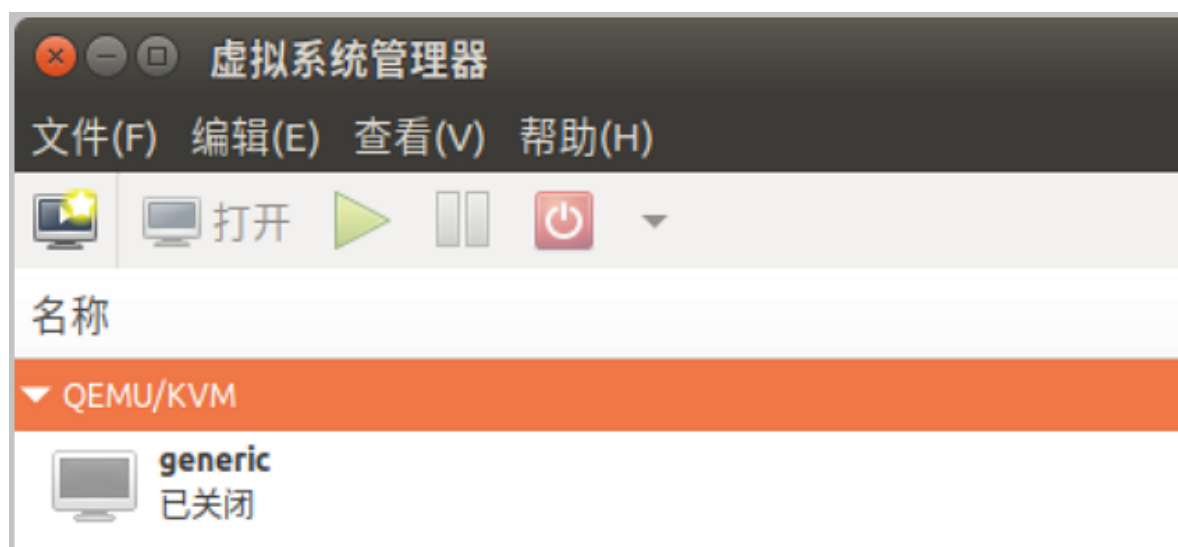 虚拟系统管理器
文件(F) 编辑(E) 查看(V) 帮助(H)
打开
名称
QEMU/KVM
generic
已关闭